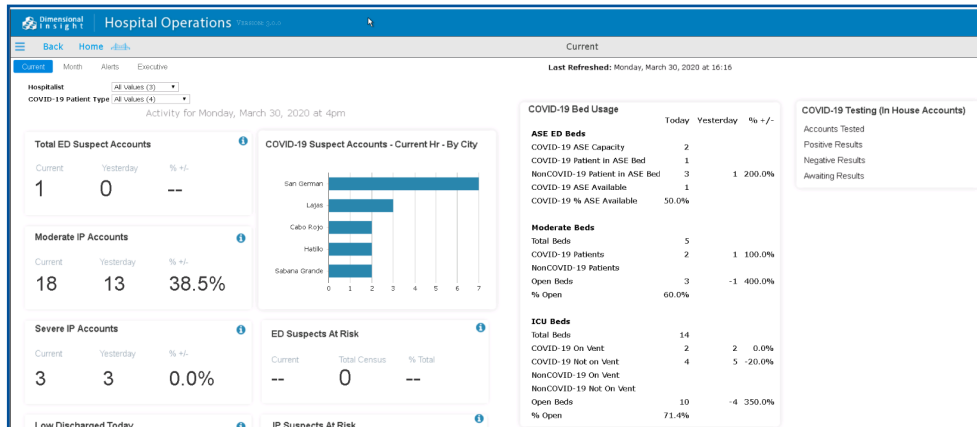 Dimensional Insight
Hospital Operations Version 3.0.0
Back Home Current
Current Month Alerts Executive
Last Refreshed: Monday, March 30, 2020 at 16:16
Hospitalist All Values (3)
COVID-19 Patient Type All Values (4)
Activity for Monday, March 30, 2020 at 4pm
Total ED Suspect Accounts
Current Yesterday % +/-
1 0 --
Moderate IP Accounts
Current Yesterday % +/-
18 13 38.5%
Severe IP Accounts
Current Yesterday % +/-
3 3 0.0%
Low Discharged Today
COVID-19 Suspect Accounts - Current Hr - By City
San German
Lajas
Cabo Rojo
Hatillo
Sabana Grande
0 1 2 3 4 5 6 7
ED Suspects At Risk
Current Total Census % Total
-- 0 --
IP Suspects At Risk
COVID-19 Bed Usage
Today Yesterday % +/-
ASE ED Beds
COVID-19 ASE Capacity 2
COVID-19 Patient in ASE Bed 1
NonCOVID-19 Patient in ASE Bed 3 1 200.0%
COVID-19 ASE Available 1
COVID-19 % ASE Available 50.0%
Moderate Beds
Total Beds 5
COVID-19 Patients 2 1 100.0%
NonCOVID-19 Patients
Open Beds 3 -1 400.0%
% Open 60.0%
ICU Beds
Total Beds 14
COVID-19 On Vent 2 2 0.0%
COVID-19 Not on Vent 4 5 -20.0%
NonCOVID-19 On Vent
NonCOVID-19 Not On Vent
Open Beds 10 -4 350.0%
% Open 71.4%
COVID-19 Testing (In House Accounts)
Accounts Tested
Positive Results
Negative Results
Awaiting Results